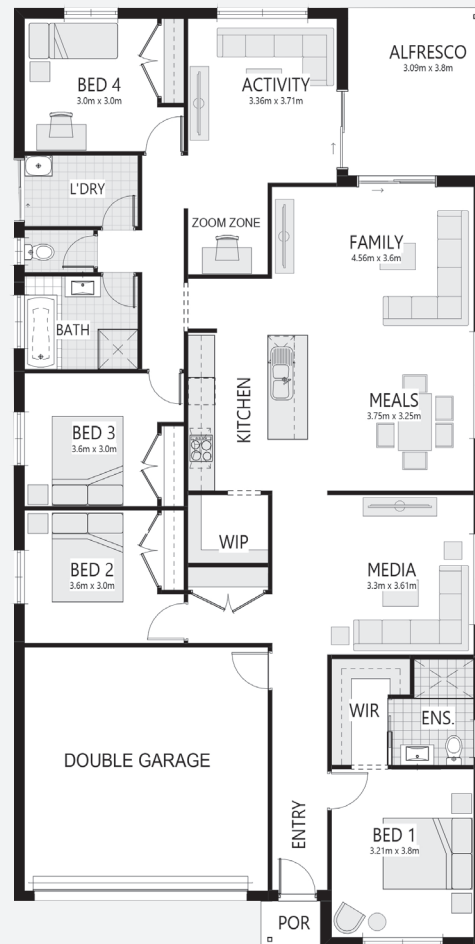 ALFRESCO
3.09m x 3.8m
BED 4
3.0m x 3.0m
ACTIVITY
3.36m x 3.71m
L'DRY
ZOOM ZONE
FAMILY
4.56m x 3.6m
BATH
KITCHEN
MEALS
3.75m x 3.25m
BED 3
3.6m x 3.0m
WIP
BED 2
3.6m x 3.0m
MEDIA
3.3m x 3.61m
WIR
ENS.
DOUBLE GARAGE
ENTRY
BED 1
3.21m x 3.8m
POR